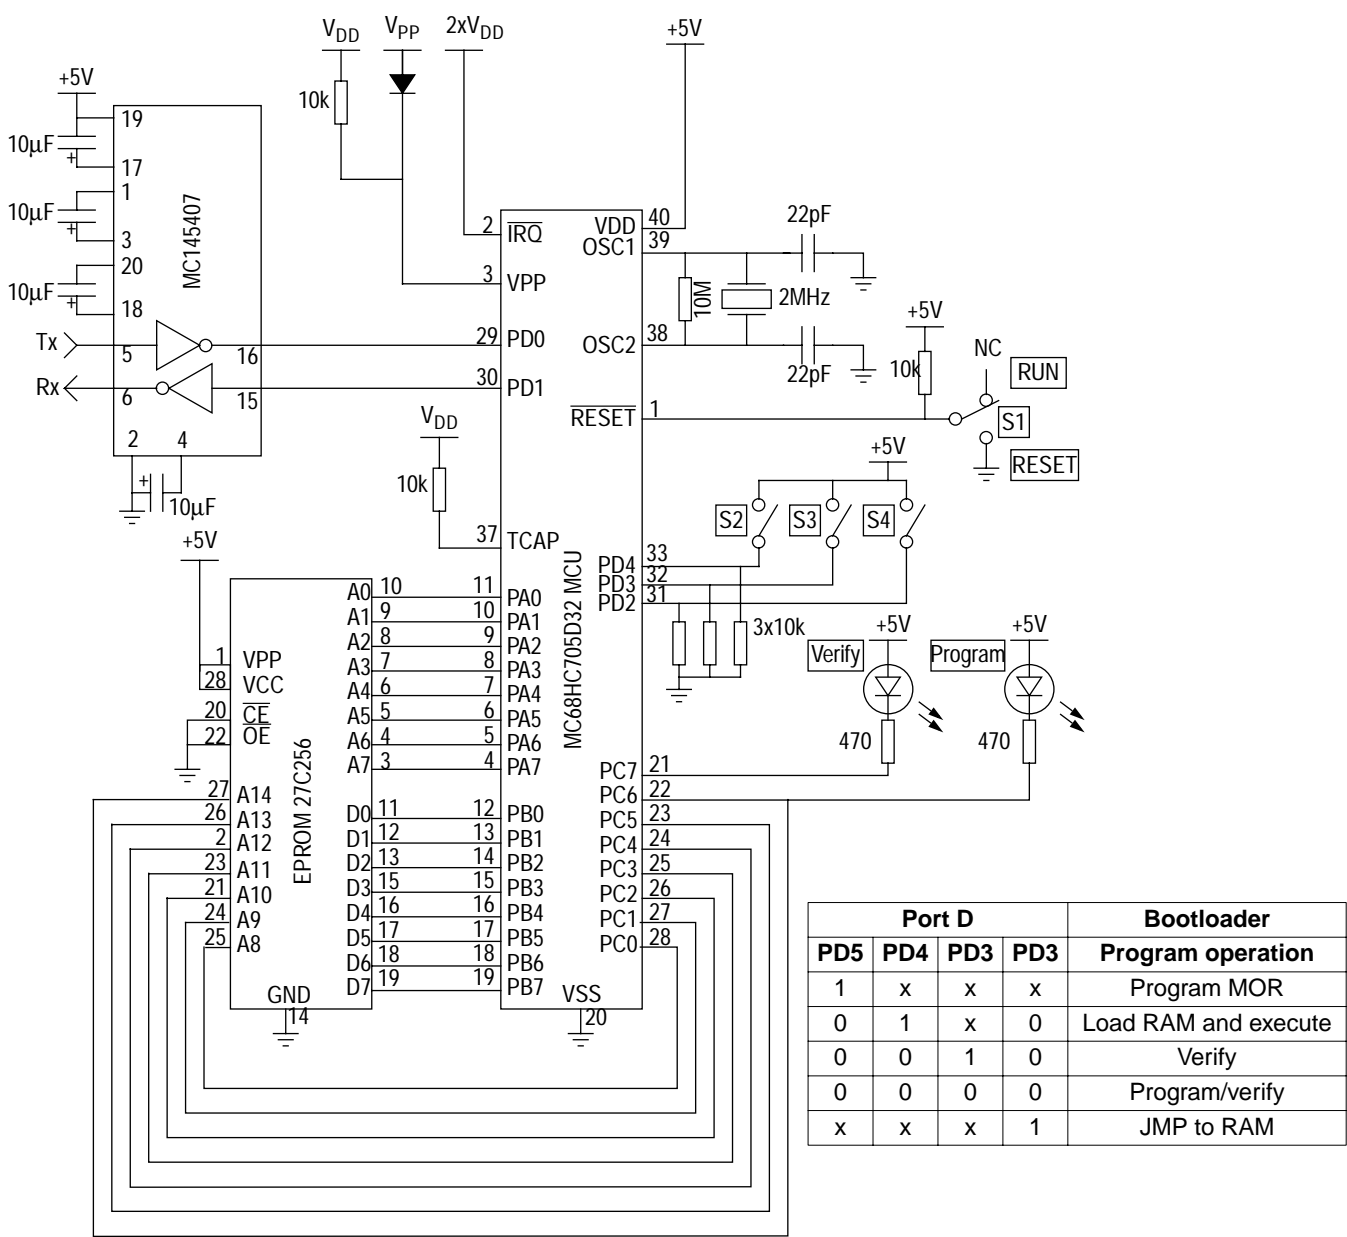 VDD VPP 2xVDD +5V
10k
+5V
19
10µF
+
17
1
10µF
+
3
20
10µF
+
18
MC145407
Tx 5 16 29 PD0
Rx 6 15 30 PD1
2 4
+
10µF
2 IRQ
3 VPP
VDD 40
OSC1 39
22pF
10M
2MHz
OSC2 38
22pF
RESET 1
+5V
10k
NC
RUN
S1
RESET
VDD
10k
37 TCAP
MC68HC705D32 MCU
+5V
S2 S3 S4
PD4 33
PD3 32
PD2 31
3x10k
+5V +5V
Verify Program
470 470
+5V
1 VPP
28 VCC
20 CE
22 OE
EPROM 27C256
A0 10 11 PA0
A1 9 10 PA1
A2 8 9 PA2
A3 7 8 PA3
A4 6 7 PA4
A5 5 6 PA5
A6 4 5 PA6
A7 3 4 PA7
27 A14
26 A13
2 A12
23 A11
21 A10
24 A9
25 A8
D0 11 12 PB0
D1 12 13 PB1
D2 13 14 PB2
D3 15 15 PB3
D4 16 16 PB4
D5 17 17 PB5
D6 18 18 PB6
D7 19 19 PB7
GND
14
PC7 21
PC6 22
PC5 23
PC4 24
PC3 25
PC2 26
PC1 27
PC0 28
VSS
20
Port D Bootloader
PD5 PD4 PD3 PD3 Program operation
1 x x x Program MOR
0 1 x 0 Load RAM and execute
0 0 1 0 Verify
0 0 0 0 Program/verify
x x x 1 JMP to RAM